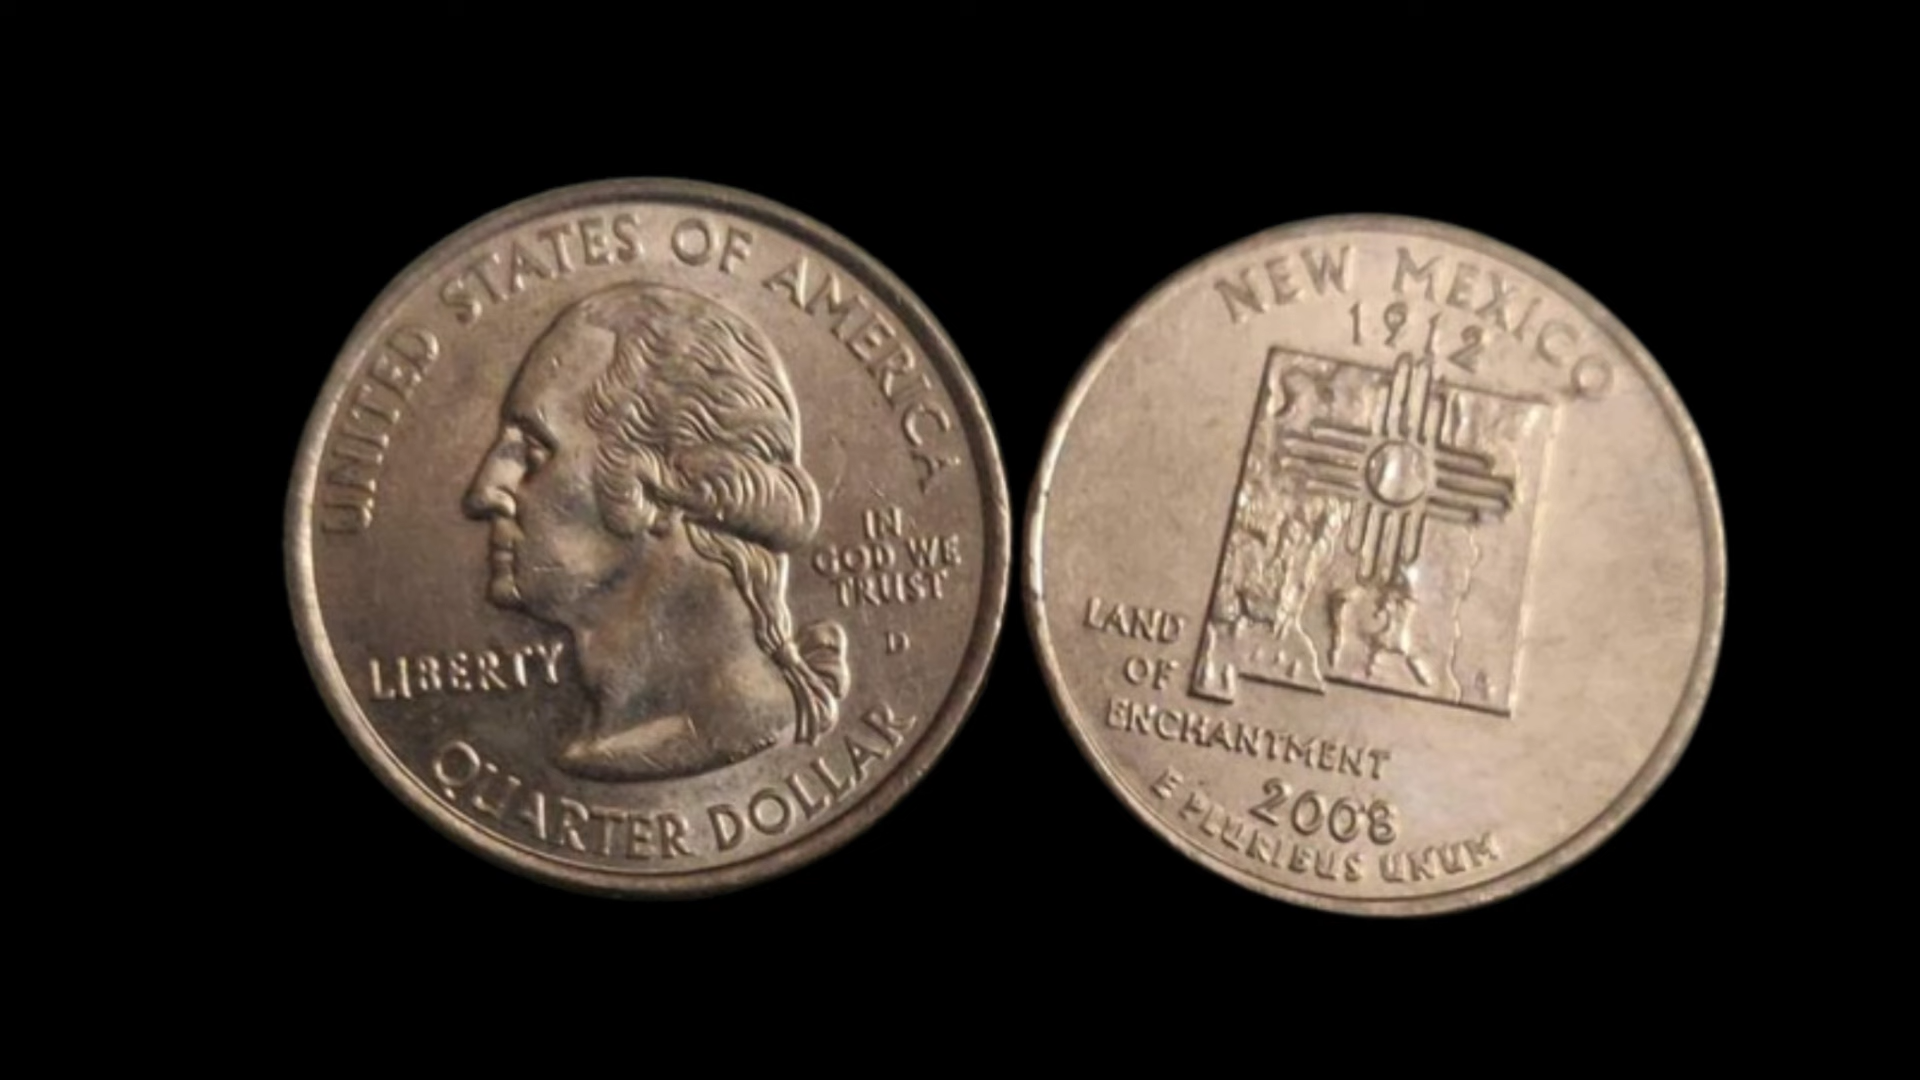 UNITED STATES OF AMERICA
IN
GOD WE
TRUST
D
LIBERTY
QUARTER DOLLAR
NEW MEXICO
1912
LAND
OF
ENCHANTMENT
2008
E PLURIBUS UNUM